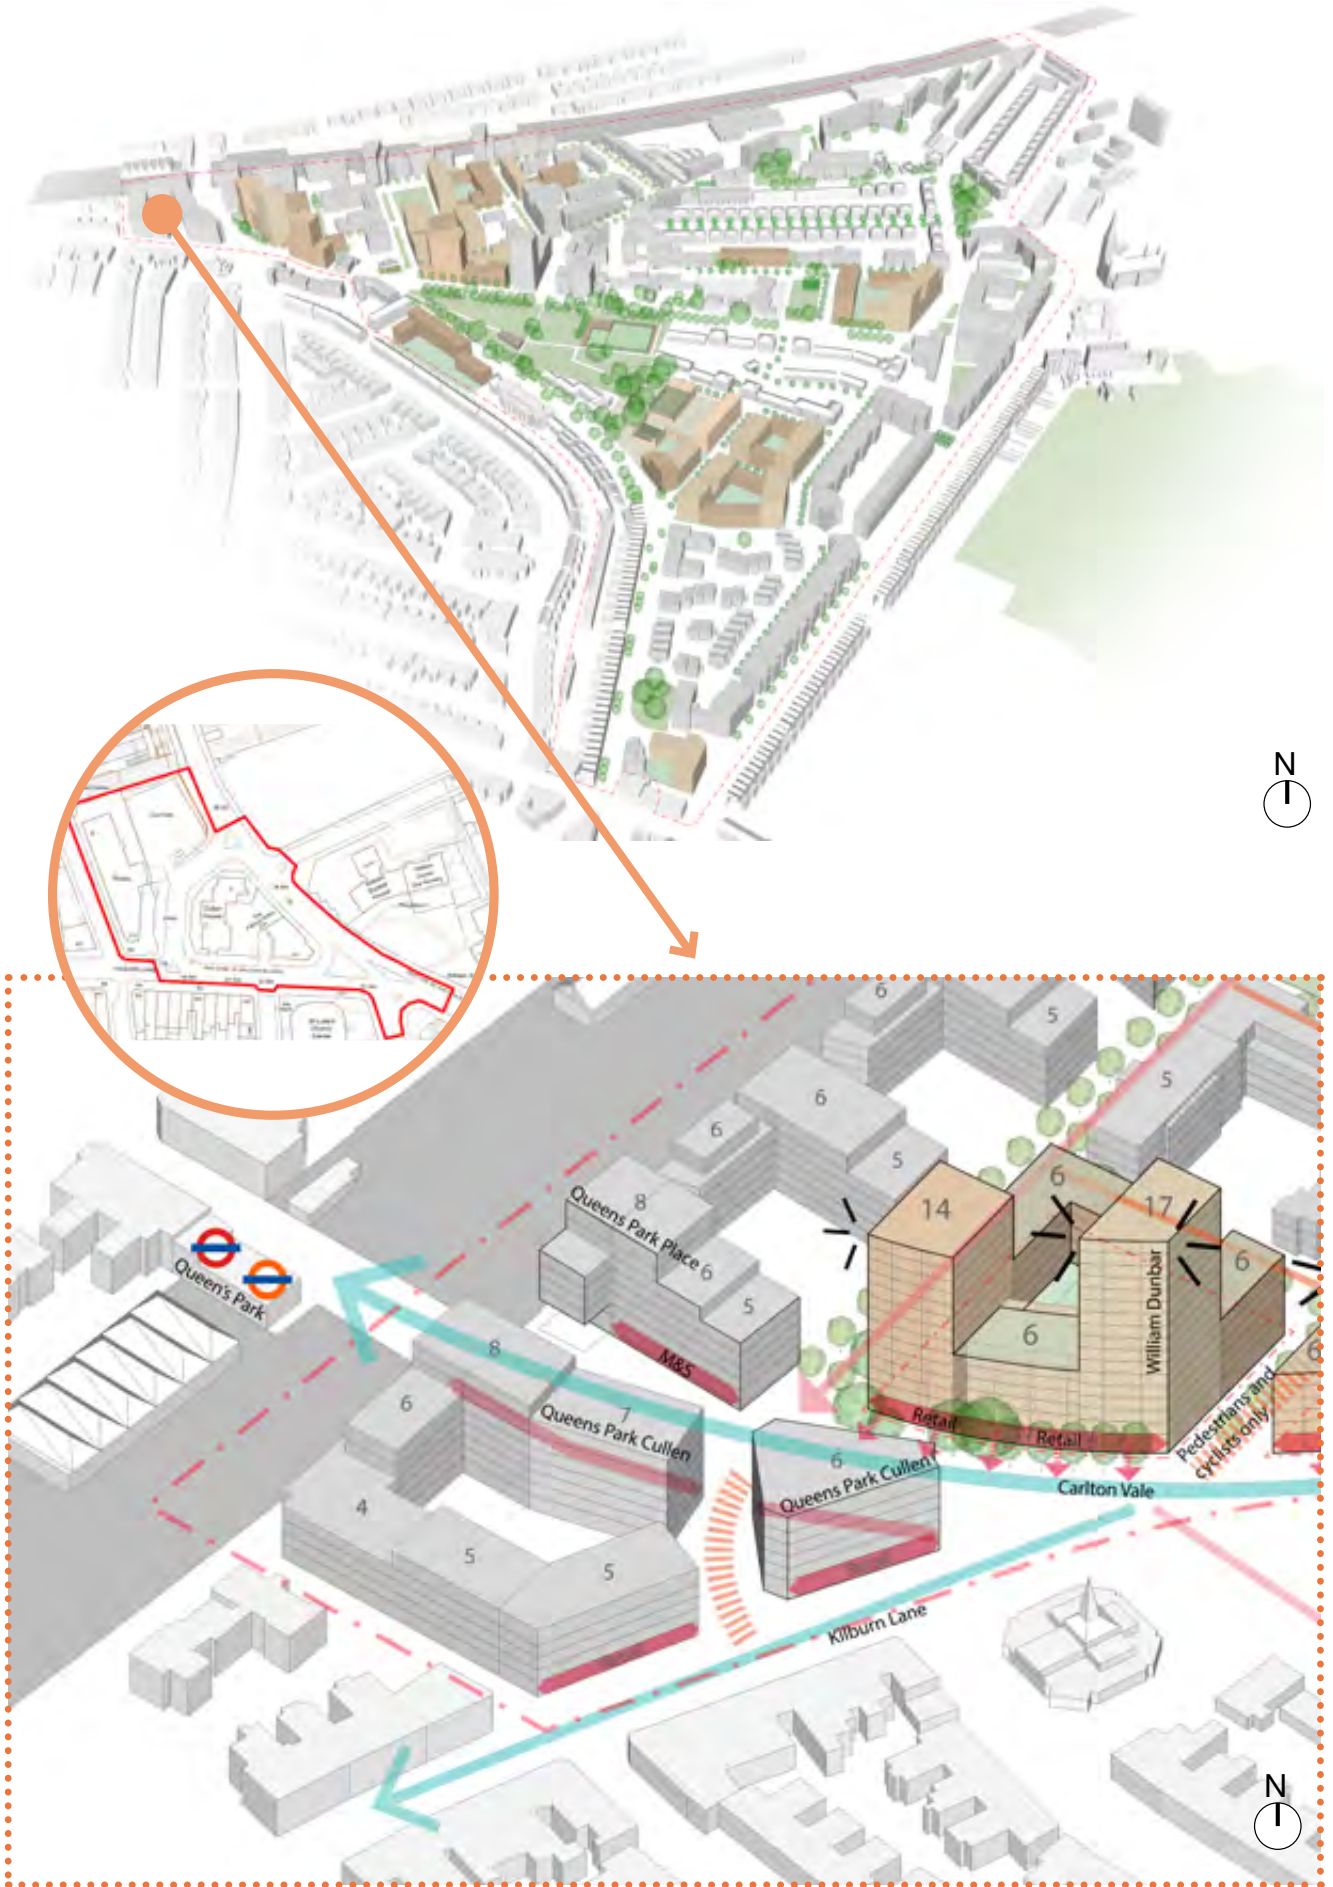 N
6
5
6
5
6
5
8
Queens Park Place
6
5
14
6
17
6
6
William Dunbar
6
Queen's Park
M&S
8
7
Queens Park Cullen
6
Retail
Retail
Pedestrians and
cyclists only
6
Queens Park Cullen
Carlton Vale
4
5
5
Kilburn Lane
N